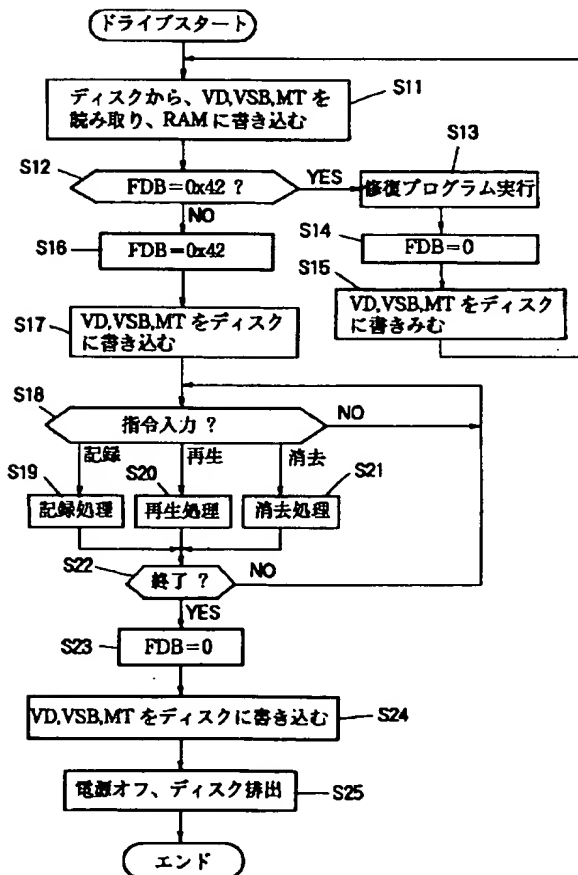 ドライブスタート
ディスクから、VD,VSB,MT を
読み取り、RAM に書き込む
S11
S12
FDB=0x42 ?
YES
S13
修復プログラム実行
NO
S14
FDB=0
S16
FDB=0x42
S15
VD,VSB,MT をディスク
に書きみむ
S17
VD,VSB,MT をディスク
に書き込む
S18
指令入力 ?
NO
記録
再生
消去
S19
記録処理
S20
再生処理
S21
消去処理
S22
終了 ?
NO
YES
S23
FDB=0
VD,VSB,MT をディスクに書き込む
S24
電源オフ、ディスク排出
S25
エンド